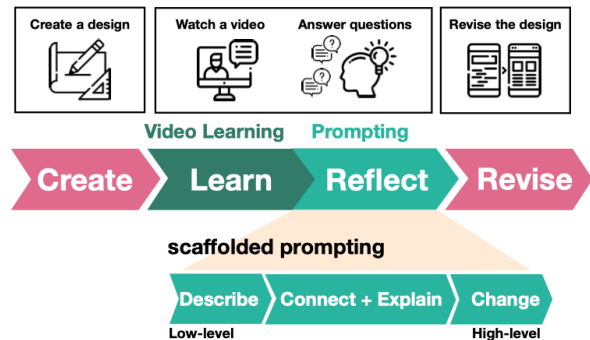 Create a design
Watch a video
Answer questions
Revise the design
? ? ?
Video Learning
Prompting
Create
Learn
Reflect
Revise
scaffolded prompting
Describe
Connect + Explain
Change
Low-level
High-level